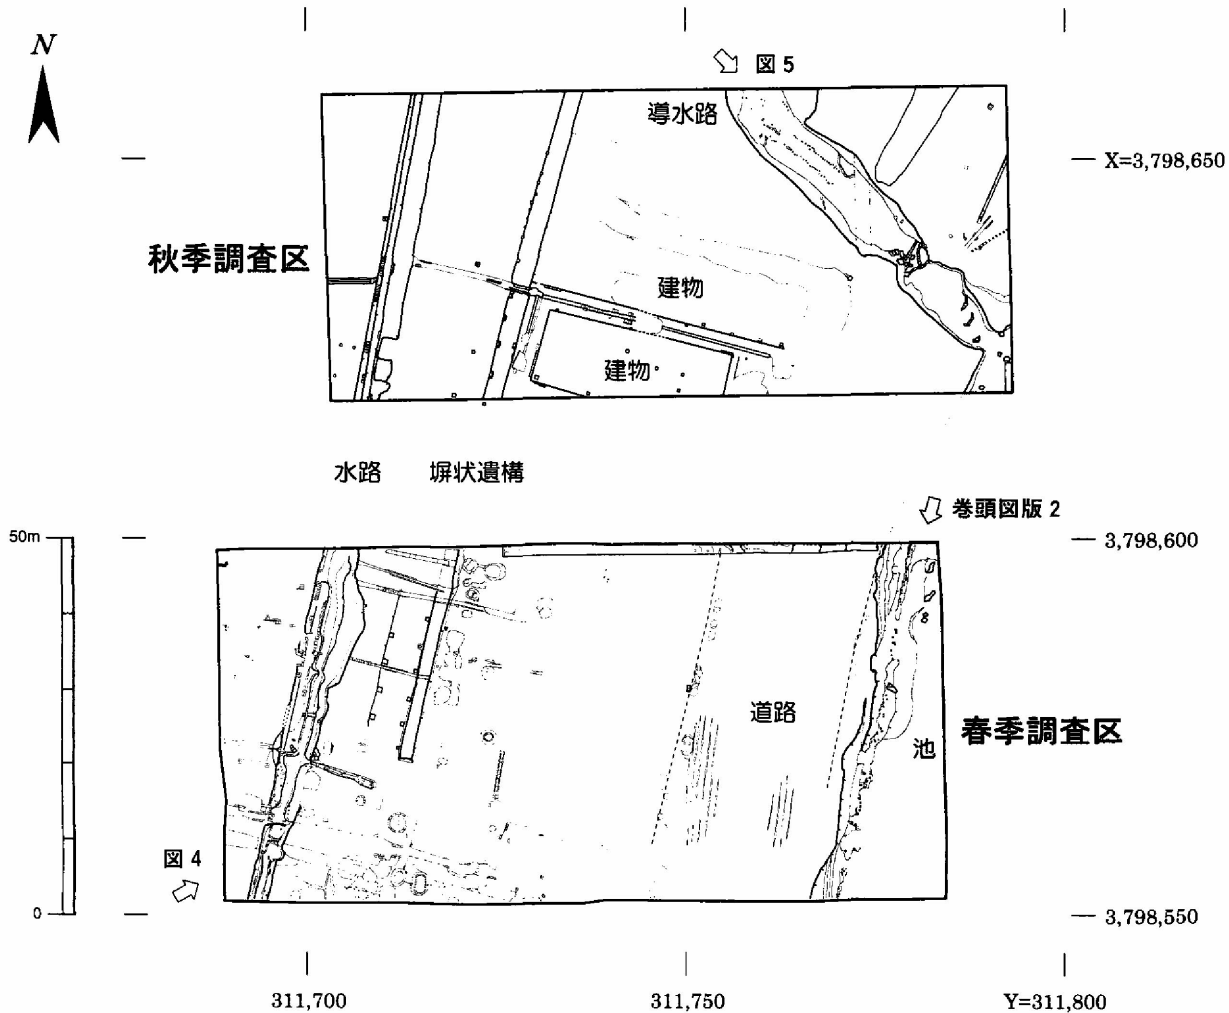 N
図 5
導水路
X=3,798,650
秋季調査区
建物
建物
水路
塀状遺構
巻頭図版 2
50m
3,798,600
道路
春季調査区
池
図 4
0
3,798,550
311,700
311,750
Y=311,800